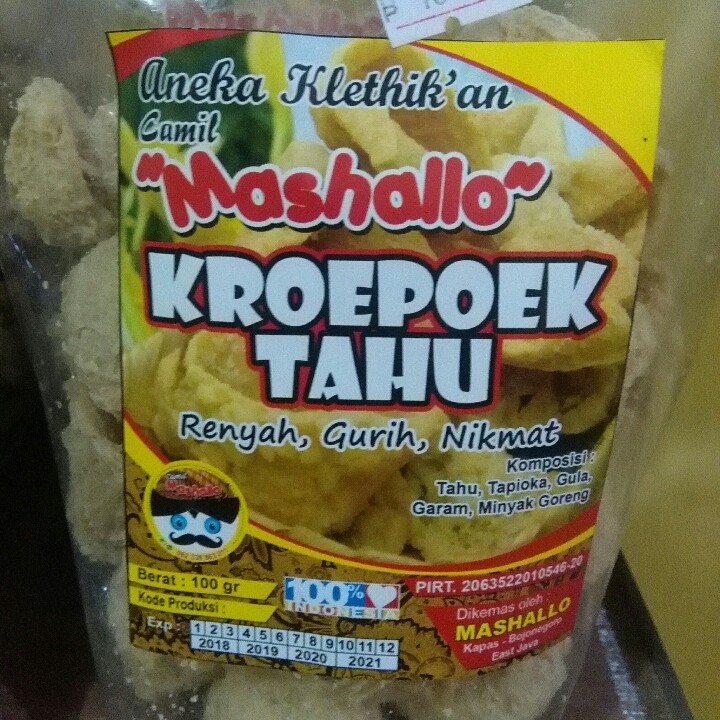 Aneka Klethik'an
Camil
"Mashallo"
KROEPOEK
TAHU
Renyah, Gurih, Nikmat
Komposisi :
Tahu, Tapioka, Gula,
Garam, Minyak Goreng
Mashallo
Berat : 100 gr
Kode Produksi :
Exp :
1 2 3 4 5 6 7 8 9 10 11 12
2018 2019 2020 2021
100%
INDONESIA
PIRT. 2063522010546-20
Dikemas oleh :
MASHALLO
Kapas - Bojonegoro
East Java